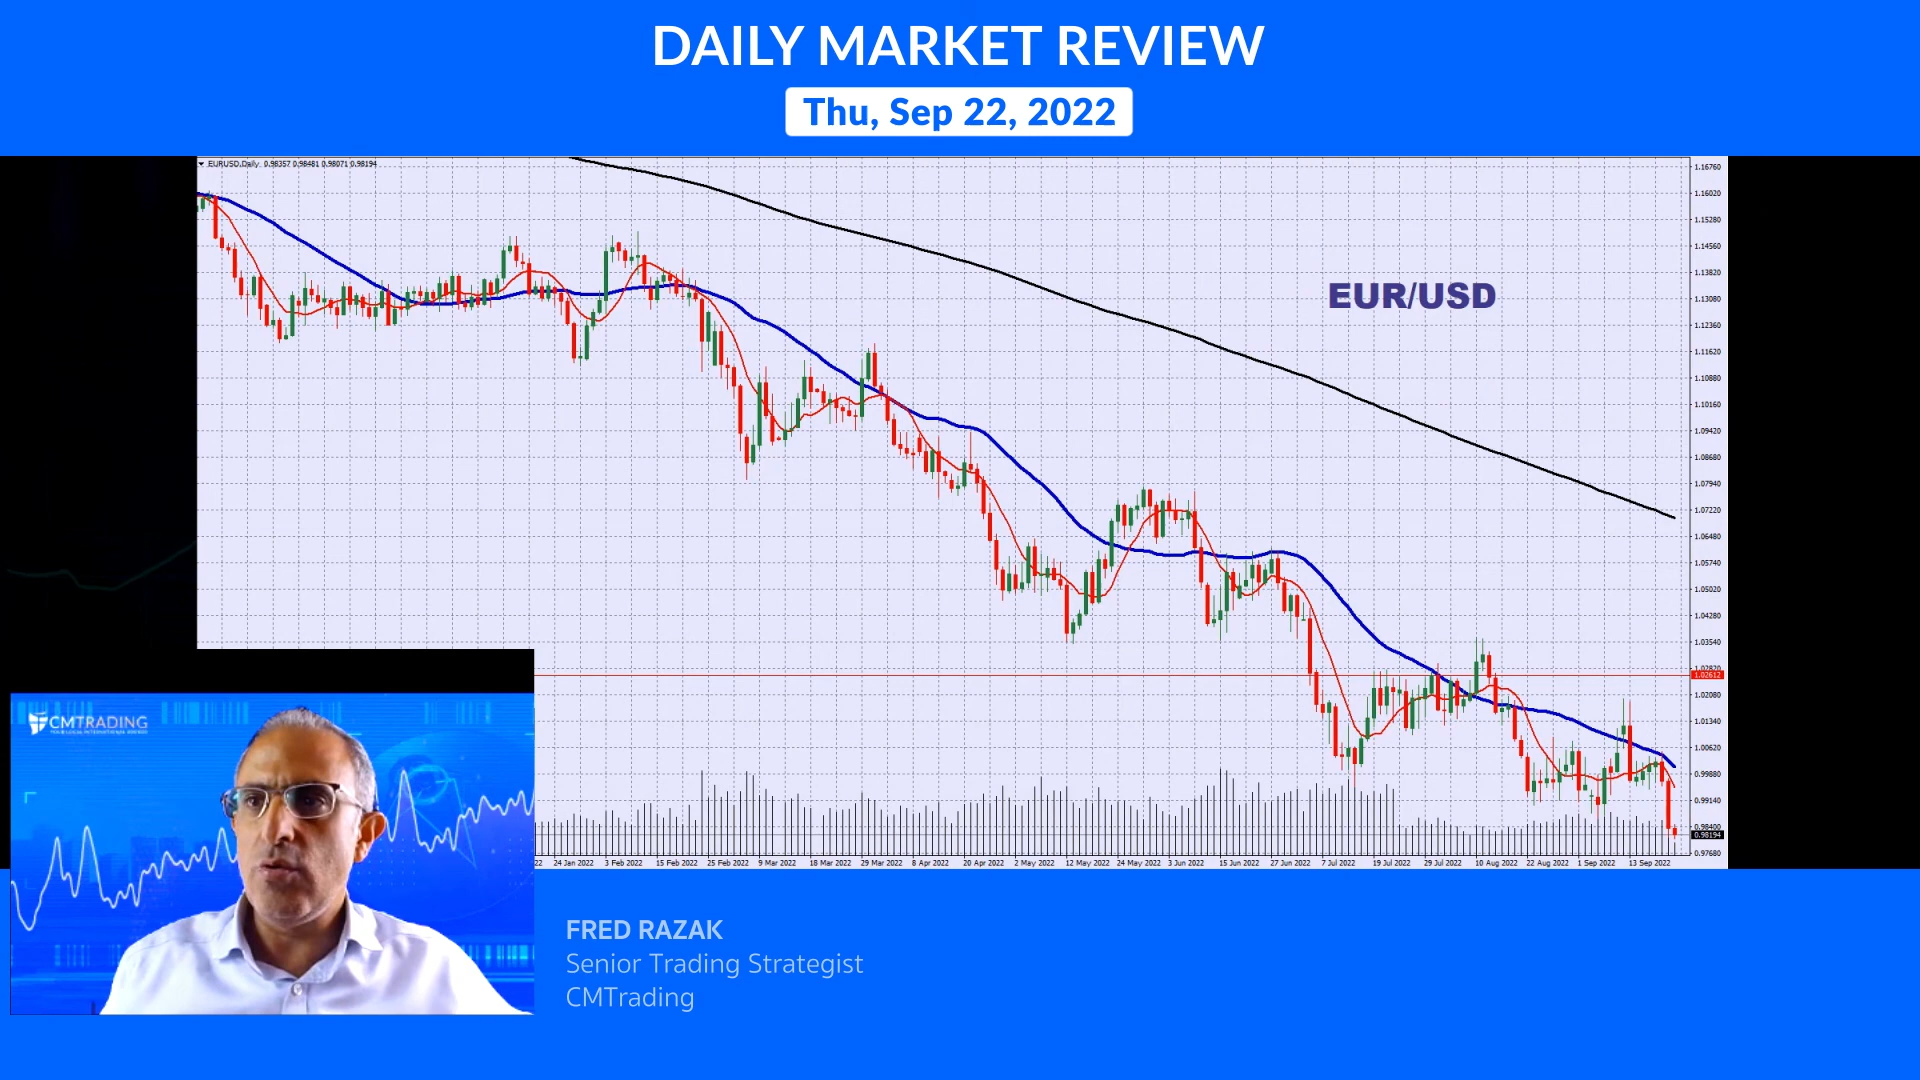 DAILY MARKET REVIEW
Thu, Sep 22, 2022
EURUSD,Daily 0.98357 0.98481 0.98071 0.98194
EUR/USD
1.16760
1.16020
1.15280
1.14560
1.13820
1.13080
1.12360
1.11620
1.10880
1.10160
1.09420
1.08680
1.07940
1.07220
1.06480
1.05740
1.05020
1.04280
1.03540
1.02820
1.02612
1.02080
1.01340
1.00620
0.99880
0.99140
0.98400
0.98194
0.97680
22 24 Jan 2022 3 Feb 2022 15 Feb 2022 25 Feb 2022 9 Mar 2022 18 Mar 2022 29 Mar 2022 8 Apr 2022 20 Apr 2022 2 May 2022 12 May 2022 24 May 2022 3 Jun 2022 15 Jun 2022 27 Jun 2022 7 Jul 2022 19 Jul 2022 29 Jul 2022 10 Aug 2022 22 Aug 2022 1 Sep 2022 13 Sep 2022
CMTRADING
YOUR LOCAL INTERNATIONAL BROKER
FRED RAZAK
Senior Trading Strategist
CMTrading